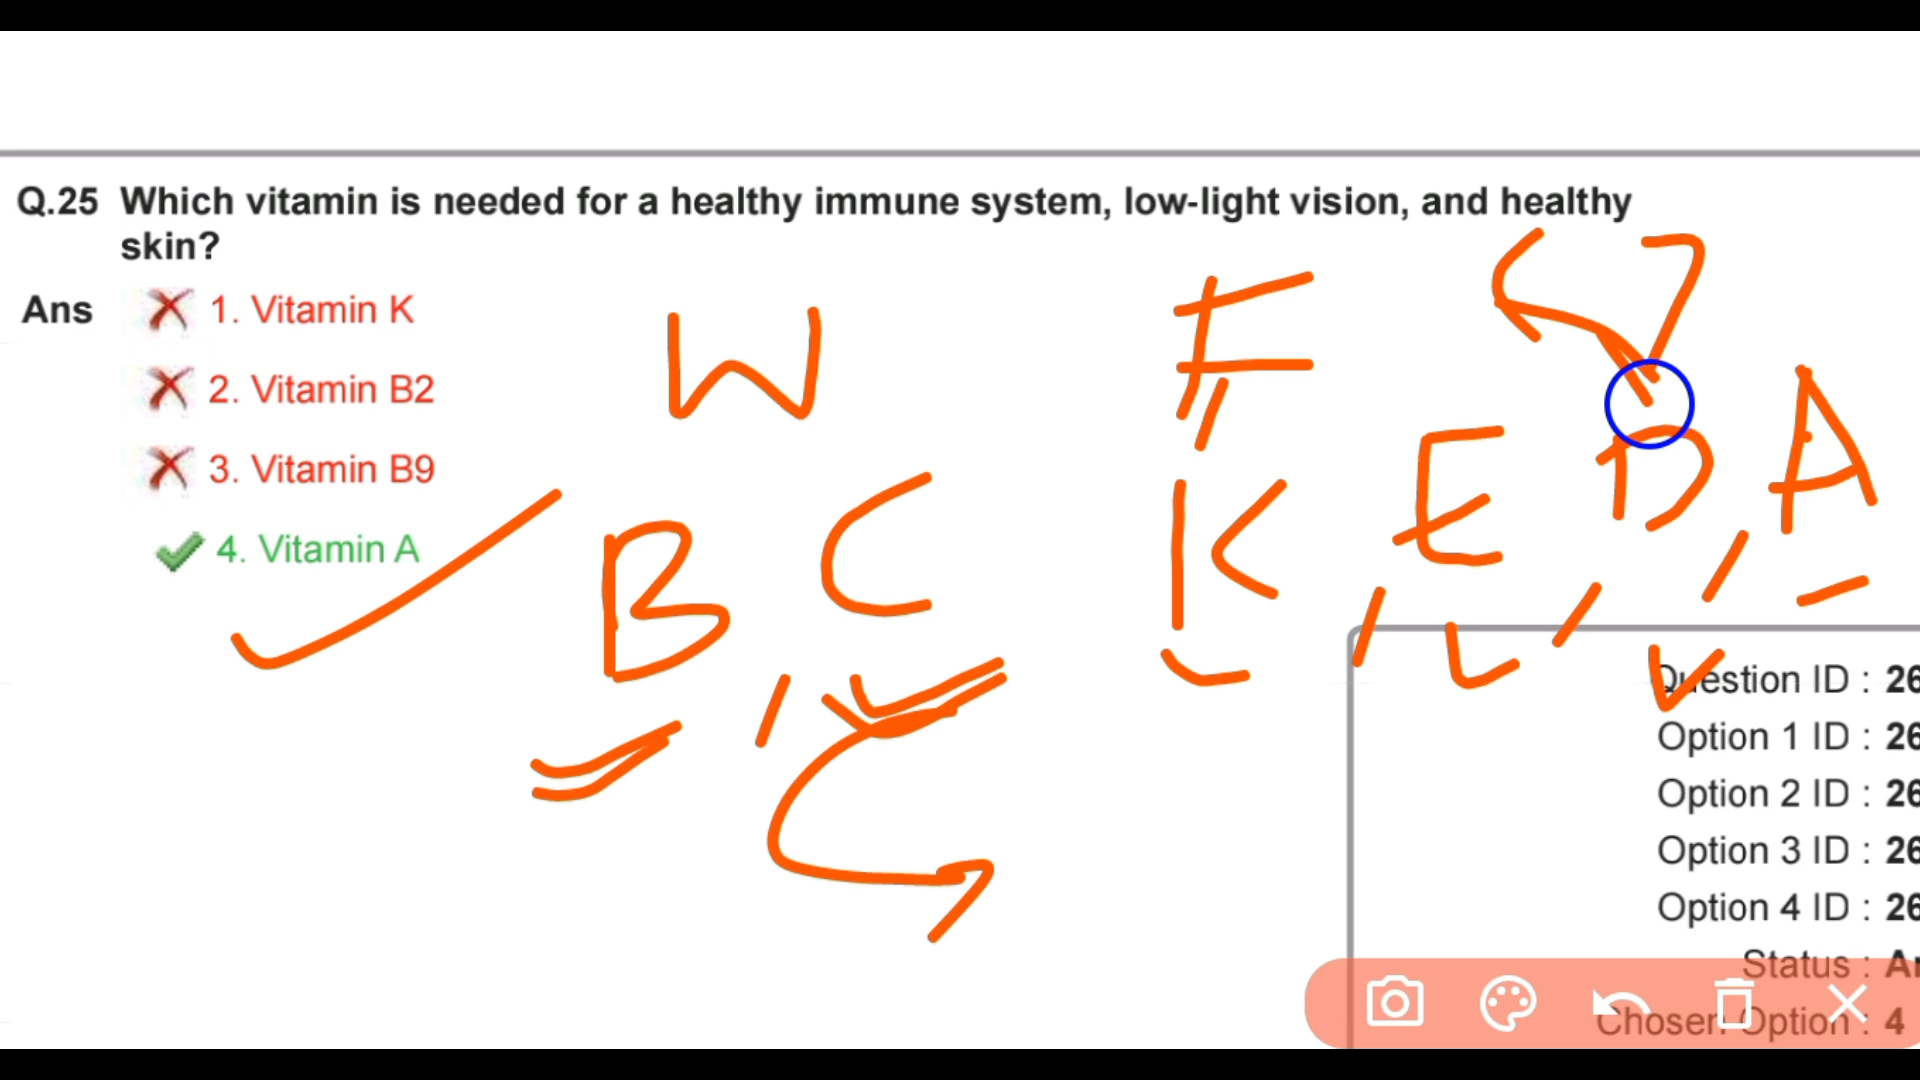 Q.25 Which vitamin is needed for a healthy immune system, low-light vision, and healthy
skin?
Ans 1. Vitamin K
2. Vitamin B2
3. Vitamin B9
4. Vitamin A
W F
B C K E D A
Question ID : 26
Option 1 ID : 26
Option 2 ID : 26
Option 3 ID : 26
Option 4 ID : 26
Status : An
Chosen Option : 4